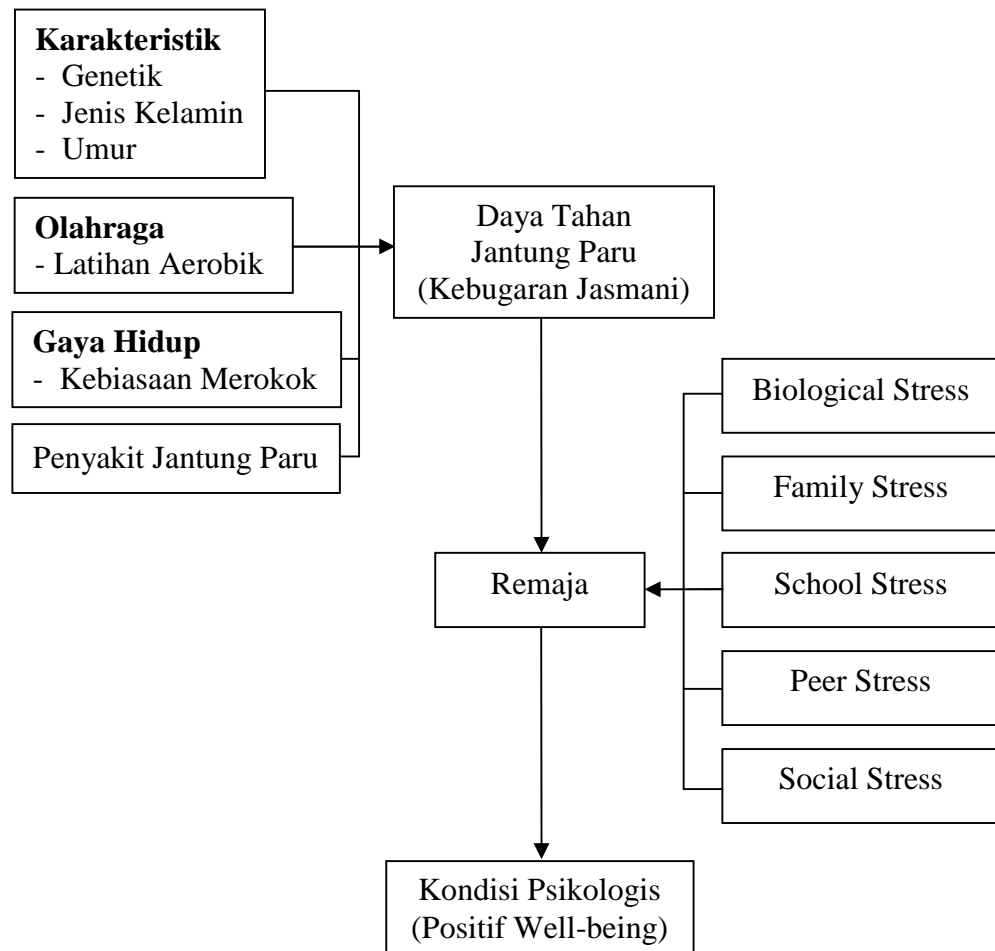 Karakteristik
- Genetik
- Jenis Kelamin
- Umur
Olahraga
- Latihan Aerobik
Gaya Hidup
- Kebiasaan Merokok
Penyakit Jantung Paru
Daya Tahan
Jantung Paru
(Kebugaran Jasmani)
Biological Stress
Family Stress
School Stress
Peer Stress
Social Stress
Remaja
Kondisi Psikologis
(Positif Well-being)